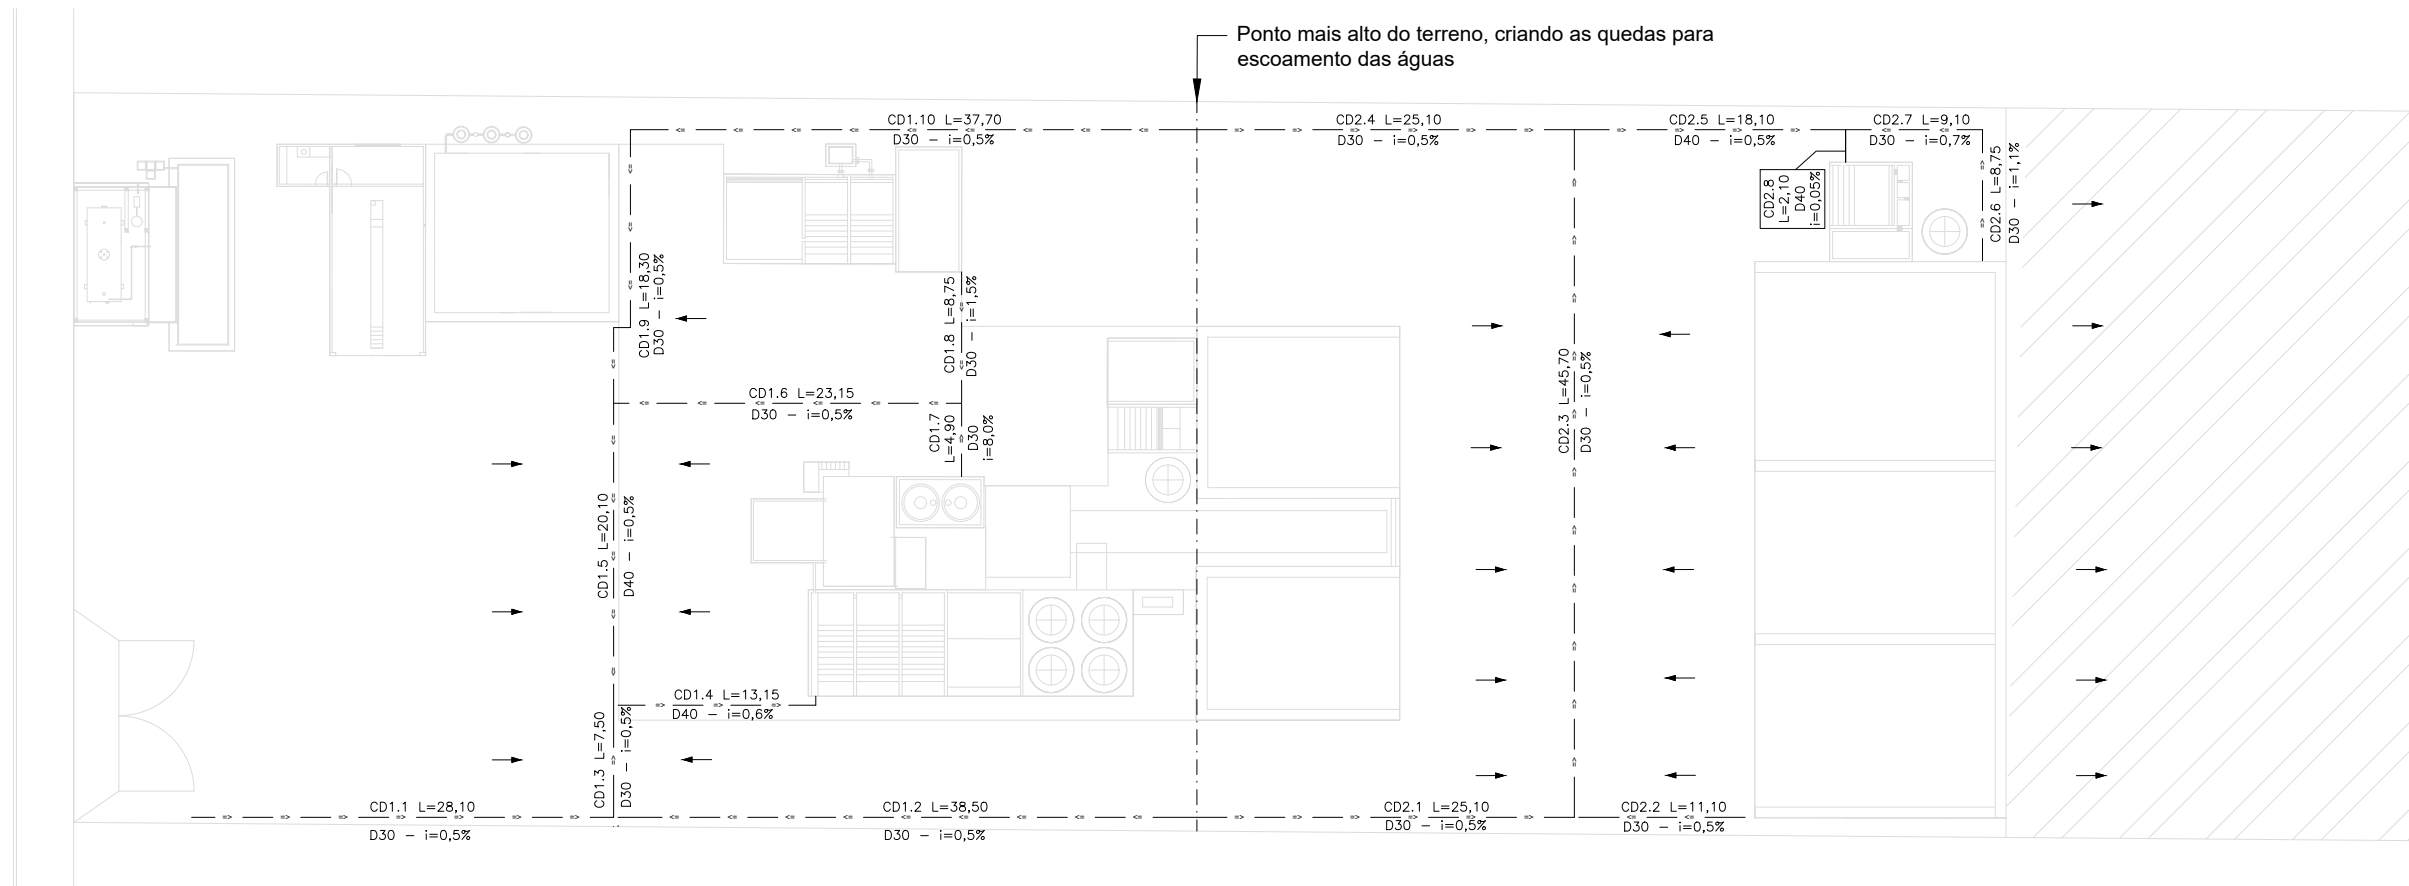 Ponto mais alto do terreno, criando as quedas para
escoamento das águas
CD1.10 L=37,70
D30 - i=0,5%
CD2.4 L=25,10
D30 - i=0,5%
CD2.5 L=18,10
D40 - i=0,5%
CD2.7 L=9,10
D30 - i=0,7%
CD2.8
L=2,10
D40
i=0,05%
CD2.6 L=8,75
D30 - i=1,1%
CD1.9 L=18,30
D30 - i=0,5%
CD1.8 L=8,75
D30 - i=1,5%
CD1.6 L=23,15
D30 - i=0,5%
CD1.7
L=4,90
D30
i=8,0%
CD2.3 L=45,70
D30 - i=0,5%
CD1.5 L=20,10
D40 - i=0,5%
CD1.4 L=13,15
D40 - i=0,6%
CD1.3 L=7,50
D30 - i=0,5%
CD1.1 L=28,10
D30 - i=0,5%
CD1.2 L=38,50
D30 - i=0,5%
CD2.1 L=25,10
D30 - i=0,5%
CD2.2 L=11,10
D30 - i=0,5%